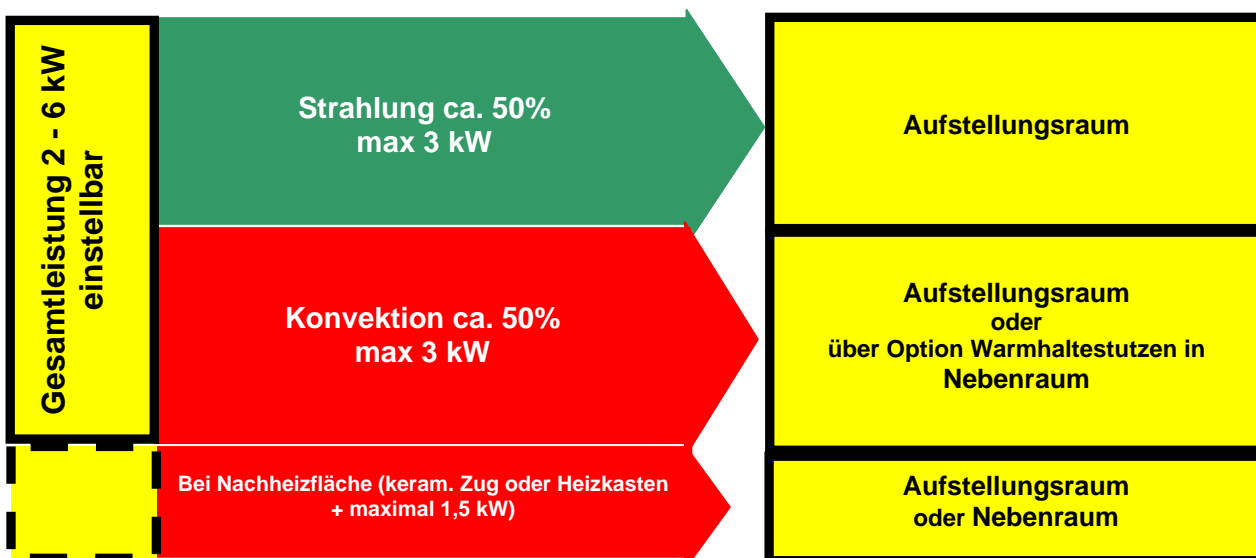 Gesamtleistung 2 - 6 kW
einstellbar
Strahlung ca. 50%
max 3 kW
Aufstellungsraum
Konvektion ca. 50%
max 3 kW
Aufstellungsraum
oder
über Option Warmhaltestutzen in
Nebenraum
Bei Nachheizfläche (keram. Zug oder Heizkasten
+ maximal 1,5 kW)
Aufstellungsraum
oder Nebenraum